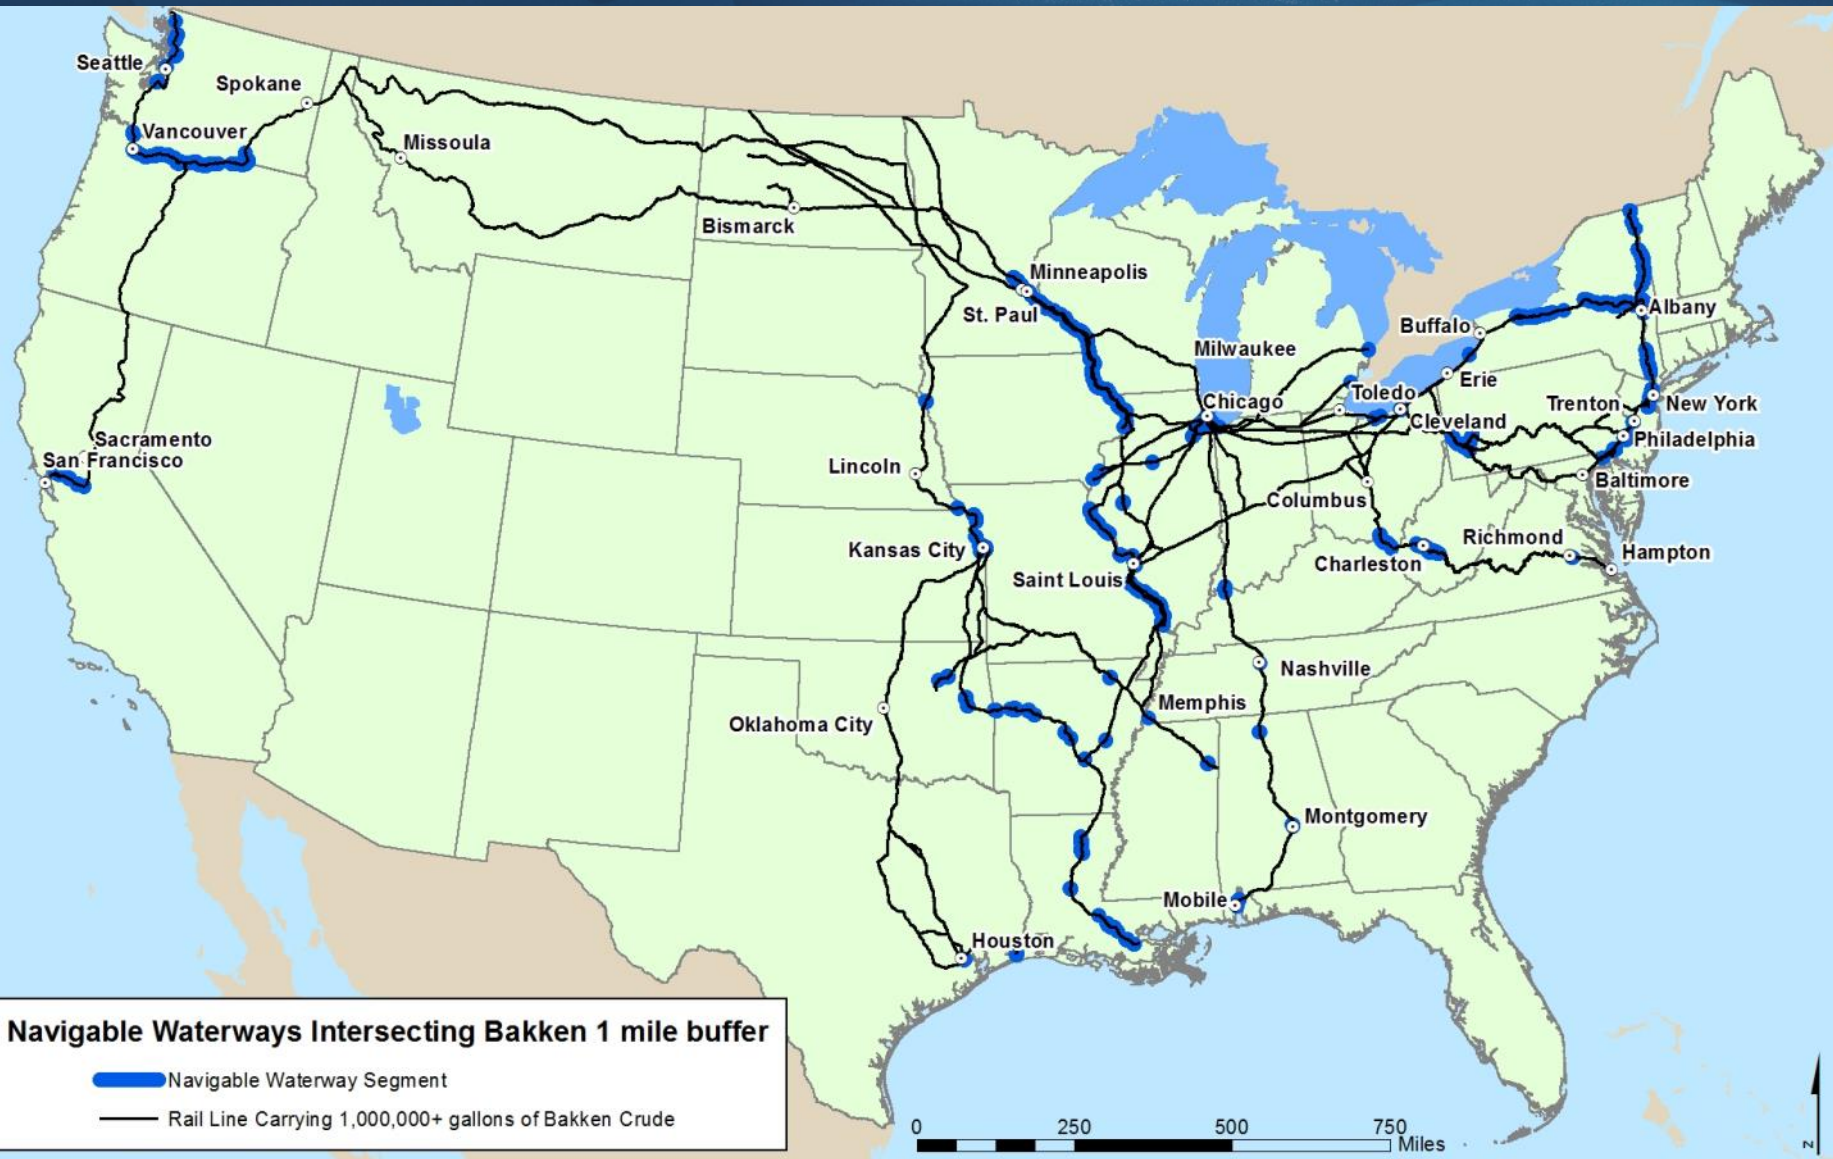 Seattle
Spokane
Vancouver
Missoula
Bismarck
Minneapolis
St. Paul
Milwaukee
Buffalo
Albany
Erie
Chicago
Toledo
Trenton
New York
Cleveland
Philadelphia
Sacramento
San Francisco
Lincoln
Baltimore
Columbus
Kansas City
Richmond
Hampton
Charleston
Saint Louis
Nashville
Oklahoma City
Memphis
Montgomery
Mobile
Houston
Navigable Waterways Intersecting Bakken 1 mile buffer
Navigable Waterway Segment
Rail Line Carrying 1,000,000+ gallons of Bakken Crude
0 250 500 750
Miles
N